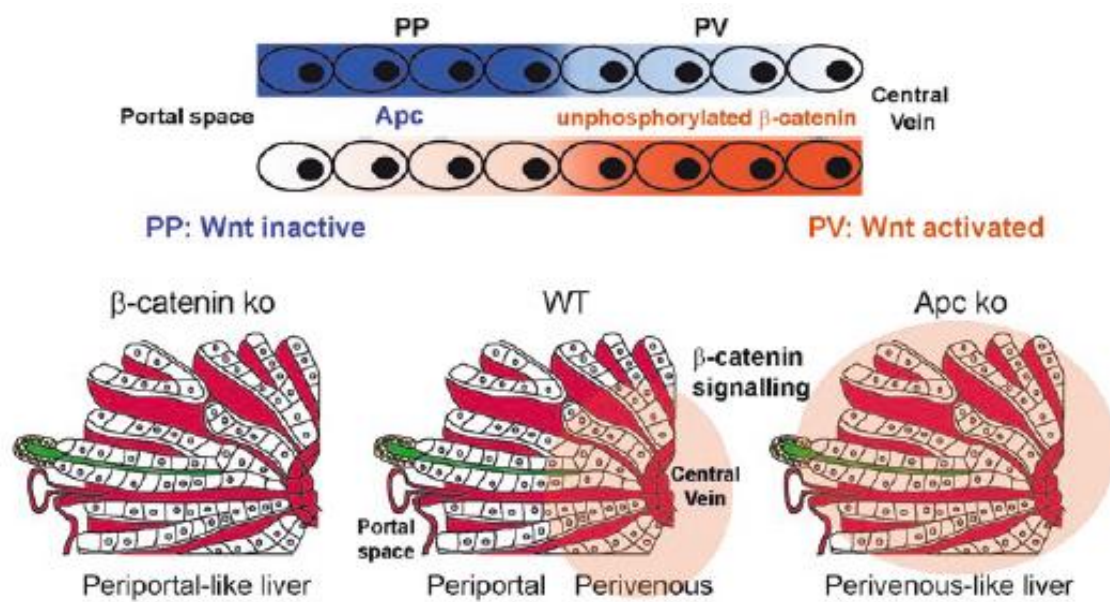 PP PV
Portal space Apc unphosphorylated β-catenin Central
Vein
PP: Wnt inactive PV: Wnt activated
β-catenin ko WT Apc ko
β-catenin
signalling
Central
Vein
Portal
space
Periportal-like liver Periportal Perivenous Perivenous-like liver